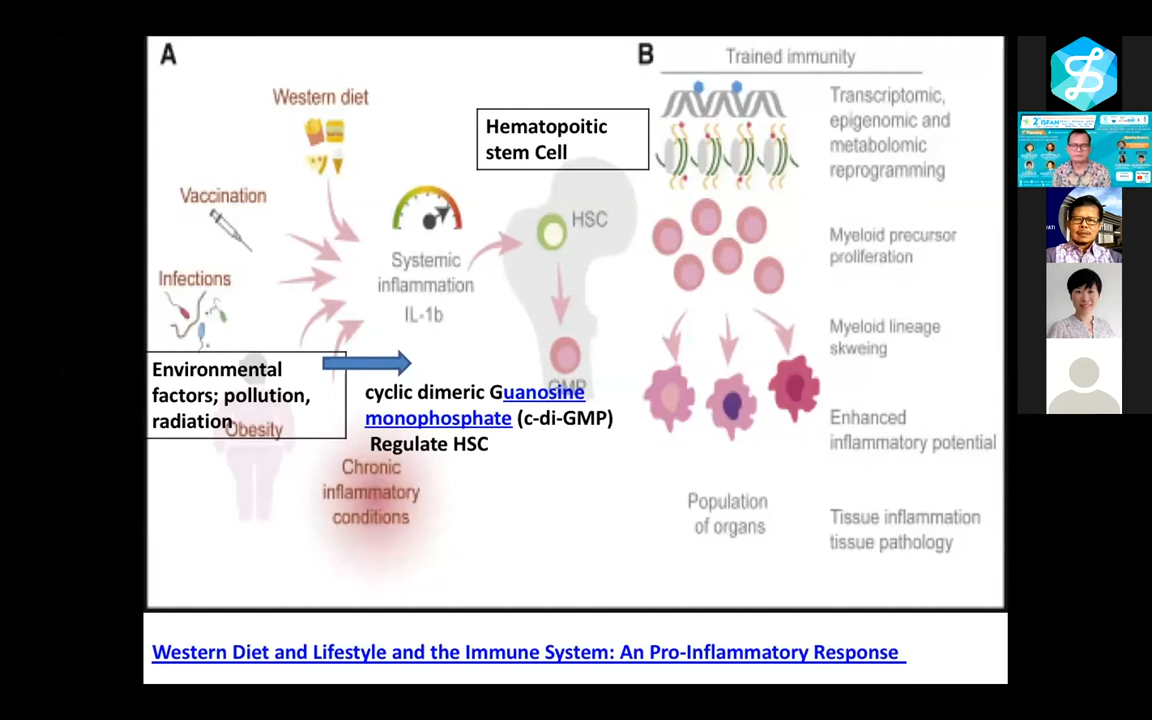 A
Western diet
Vaccination
Infections
Systemic
inflammation
IL-1b
Hematopoitic
stem Cell
HSC
GMP
Environmental
factors; pollution,
radiation
Obesity
cyclic dimeric Guanosine
monophosphate (c-di-GMP)
Regulate HSC
Chronic
inflammatory
conditions
B
Trained immunity
Transcriptomic,
epigenomic and
metabolomic
reprogramming
Myeloid precursor
proliferation
Myeloid lineage
skweing
Enhanced
inflammatory potential
Population
of organs
Tissue inflammation
tissue pathology
Western Diet and Lifestyle and the Immune System: An Pro-Inflammatory Response
ISFAN